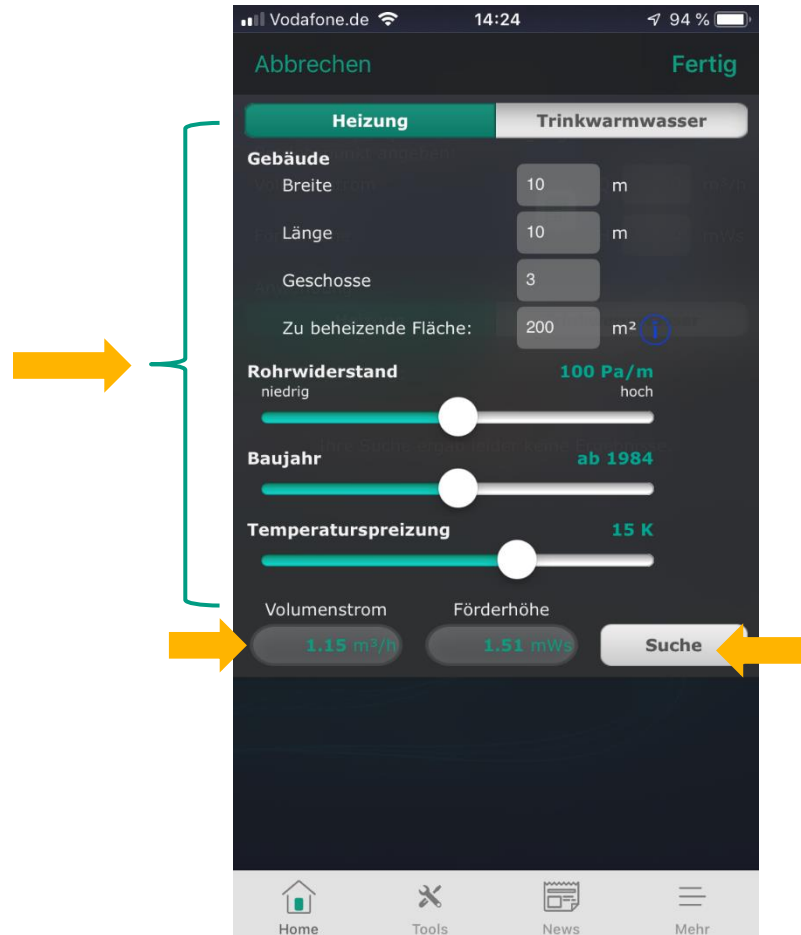 Vodafone.de 14:24 94 %
Abbrechen Fertig
Heizung Trinkwarmwasser
Gebäude
Breite 10 m
Länge 10 m
Geschosse 3
Zu beheizende Fläche: 200 m² i
Rohrwiderstand 100 Pa/m
niedrig hoch
Baujahr ab 1984
Temperaturspreizung 15 K
Volumenstrom Förderhöhe
1.15 m³/h 1.51 mWs Suche
Home Tools News Mehr